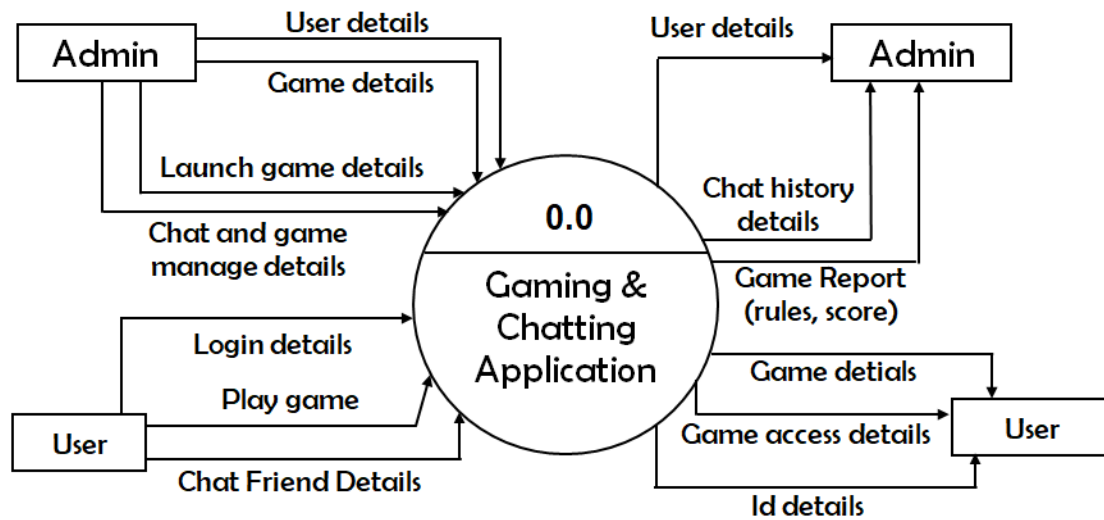 Admin
User details
Game details
Launch game details
Chat and game
manage details
User details
Admin
Chat history
details
Game Report
(rules, score)
0.0
Gaming &
Chatting
Application
Login details
Play game
User
Chat Friend Details
Game detials
Game access details
User
Id details